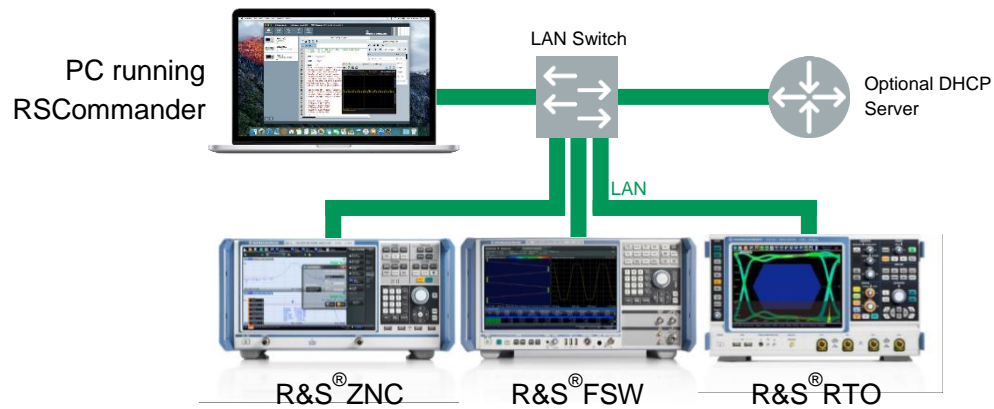 LAN Switch
PC running
RSCommander
Optional DHCP
Server
LAN
R&S®ZNC
R&S®FSW
R&S®RTO